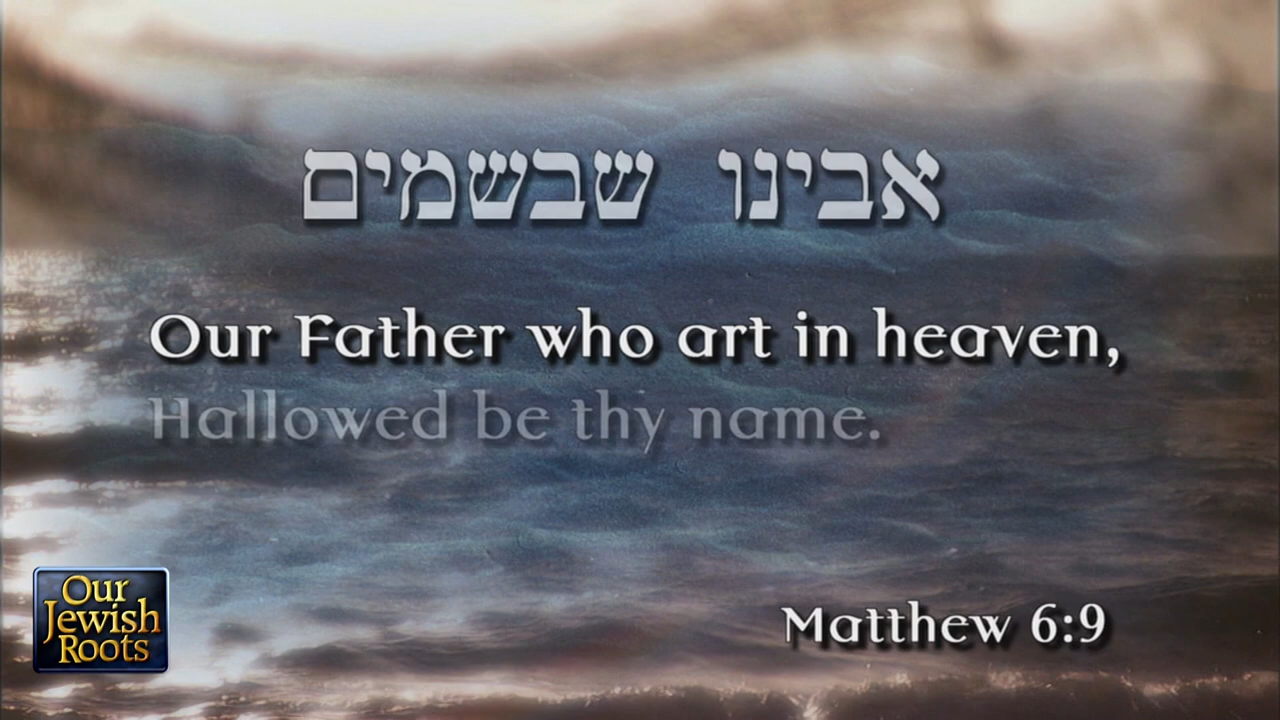 אבינו שבשמים
Our Father who art in heaven,
Hallowed be thy name.
Matthew 6:9
Our
Jewish
Roots